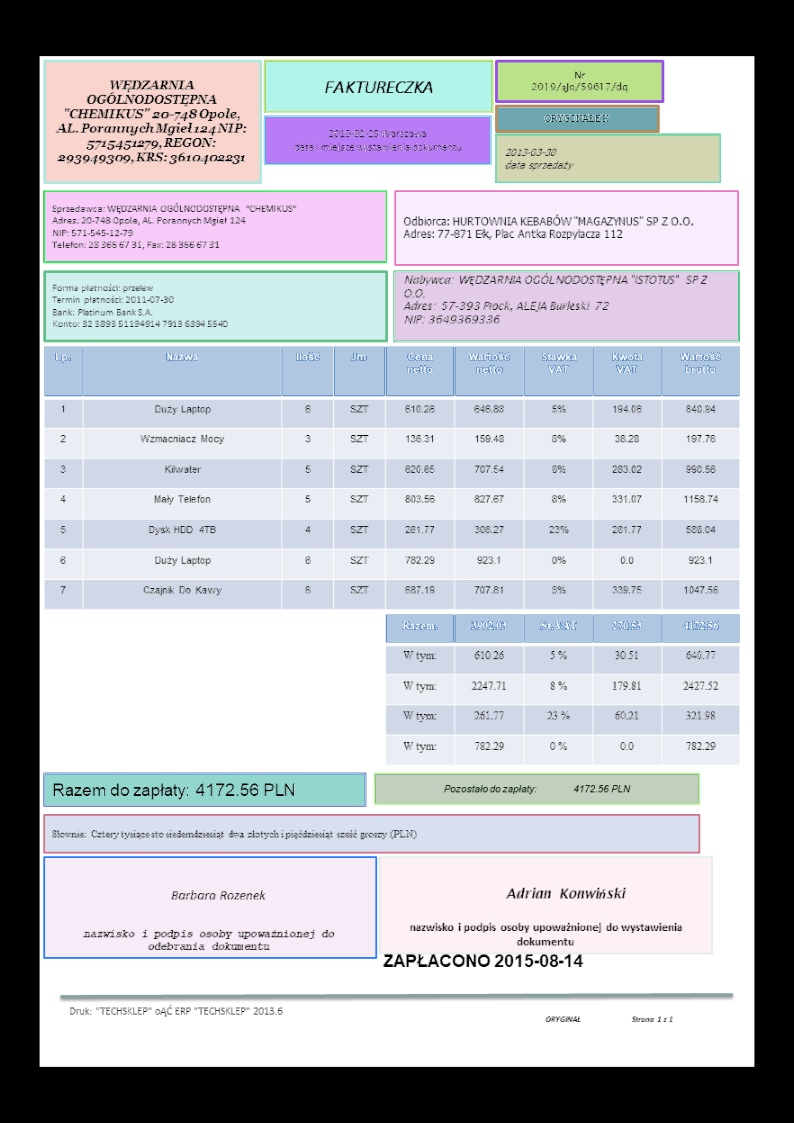 WĘDZARNIA
OGÓLNODOSTĘPNA
"CHEMIKUS" 20-748 Opole,
AL. Porannych Mgieł 124 NIP:
5715451279, REGON:
293949309, KRS: 3610402231
FAKTURECZKA
data i miejsce wystawienia dokumentu
Nr
2019/sJo/59617/dq
ORYGINAŁEK
2013-03-30
data sprzedaży
Sprzedawca: WĘDZARNIA OGÓLNODOSTĘPNA "CHEMIKUS"
Adres: 20-748 Opole, AL. Porannych Mgieł 124
NIP: 571-545-12-79
Telefon: 28 366 67 31, Fax: 28 366 67 31
Odbiorca: HURTOWNIA KEBABÓW "MAGAZYNUS" SP Z O.O.
Adres: 77-871 Ełk, Plac Antka Rozpylacza 112
Forma płatności: przelew
Termin płatności: 2011-07-30
Bank: Platinum Bank S.A.
Konto: 32 3893 51194914 7913 6394 5540
Nabywca: WĘDZARNIA OGÓLNODOSTĘPNA "ISTOTUS" SP Z
O.O.
Adres: 57-393 Płock, ALEJA Burleski 72
NIP: 3649369336
Lp. Nazwa Ilość Jm Cena netto Wartość netto Stawka VAT Kwota VAT Wartość brutto
1 Duży Laptop 6 SZT 610.26 646.88 5% 194.06 840.94
2 Wzmacniacz Mocy 3 SZT 136.31 159.48 8% 38.28 197.76
3 Kilwater 5 SZT 620.65 707.54 8% 283.02 990.56
4 Mały Telefon 5 SZT 803.56 827.67 8% 331.07 1158.74
5 Dysk HDD 4TB 4 SZT 261.77 306.27 23% 281.77 588.04
6 Duży Laptop 6 SZT 782.29 923.1 0% 0.0 923.1
7 Czajnik Do Kawy 6 SZT 687.19 707.81 8% 339.75 1047.56
Razem: 3902.03 St. VAT 270.53 4172.56
W tym: 610.26 5 % 30.51 640.77
W tym: 2247.71 8 % 179.81 2427.52
W tym: 261.77 23 % 60.21 321.98
W tym: 782.29 0 % 0.0 782.29
Razem do zapłaty: 4172.56 PLN
Pozostało do zapłaty: 4172.56 PLN
Słownie: Cztery tysiące sto siedemdziesiąt dwa złotych i pięćdziesiąt sześć groszy (PLN)
Barbara Rozenek
nazwisko i podpis osoby upoważnionej do
odebrania dokumentu
Adrian Konwiński
nazwisko i podpis osoby upoważnionej do wystawienia
dokumentu
ZAPŁACONO 2015-08-14
Druk: "TECHSKLEP" oĄĆ ERP "TECHSKLEP" 2013.6
ORYGINAŁ Strona 1 z 1